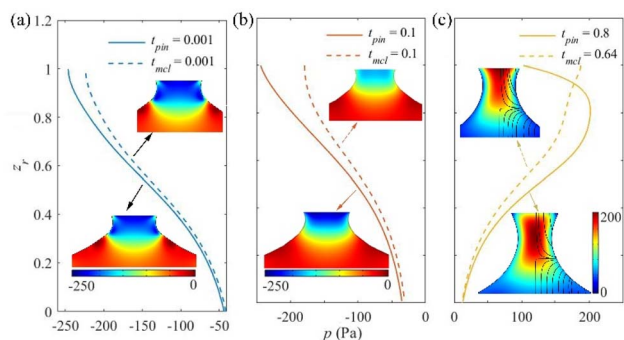 (a)
t_pin = 0.001
t_mcl = 0.001
1.2
1
0.8
0.6
0.4
0.2
0
z_r
-250
0
-250 -200 -150 -100 -50
(b)
t_pin = 0.1
t_mcl = 0.1
-250
0
-200 -100 0
p (Pa)
(c)
t_pin = 0.8
t_mcl = 0.64
200
0
0 100 200